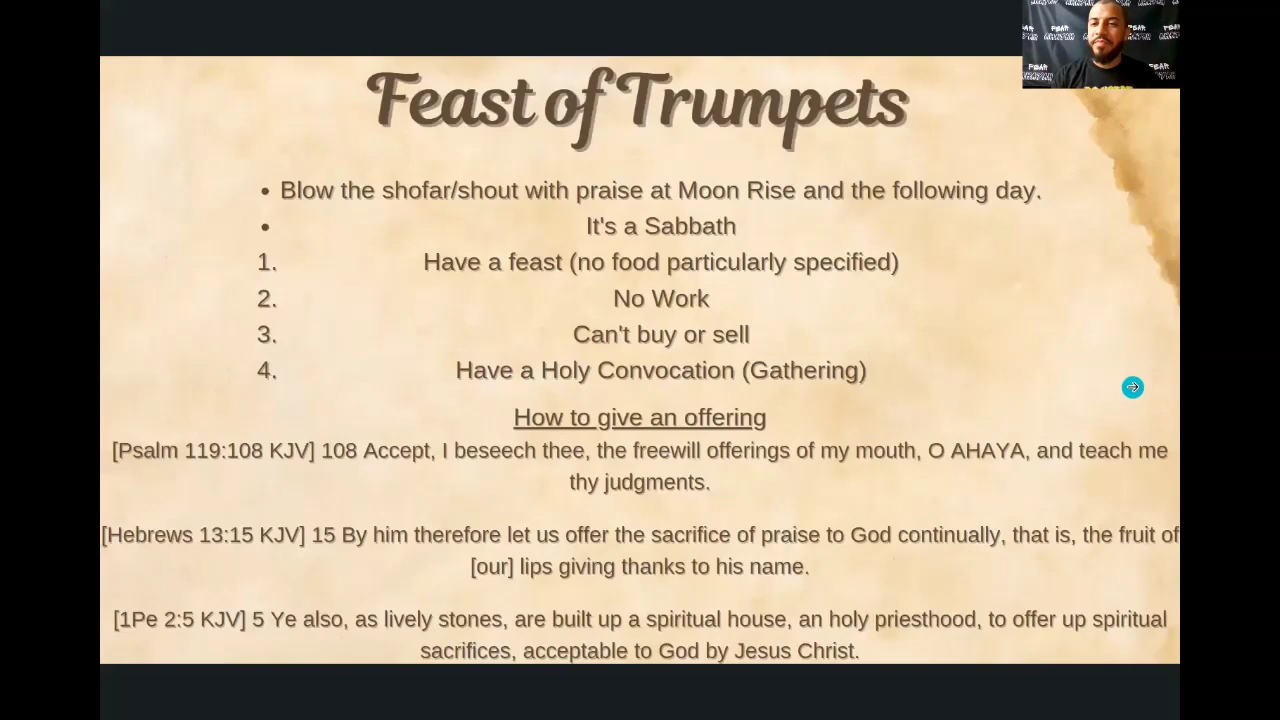 Feast of Trumpets
• Blow the shofar/shout with praise at Moon Rise and the following day.
• It's a Sabbath
1. Have a feast (no food particularly specified)
2. No Work
3. Can't buy or sell
4. Have a Holy Convocation (Gathering)
How to give an offering
[Psalm 119:108 KJV] 108 Accept, I beseech thee, the freewill offerings of my mouth, O AHAYA, and teach me
thy judgments.
[Hebrews 13:15 KJV] 15 By him therefore let us offer the sacrifice of praise to God continually, that is, the fruit of
[our] lips giving thanks to his name.
[1Pe 2:5 KJV] 5 Ye also, as lively stones, are built up a spiritual house, an holy priesthood, to offer up spiritual
sacrifices, acceptable to God by Jesus Christ.
FEAR
FEAR
FEAR
FEAR